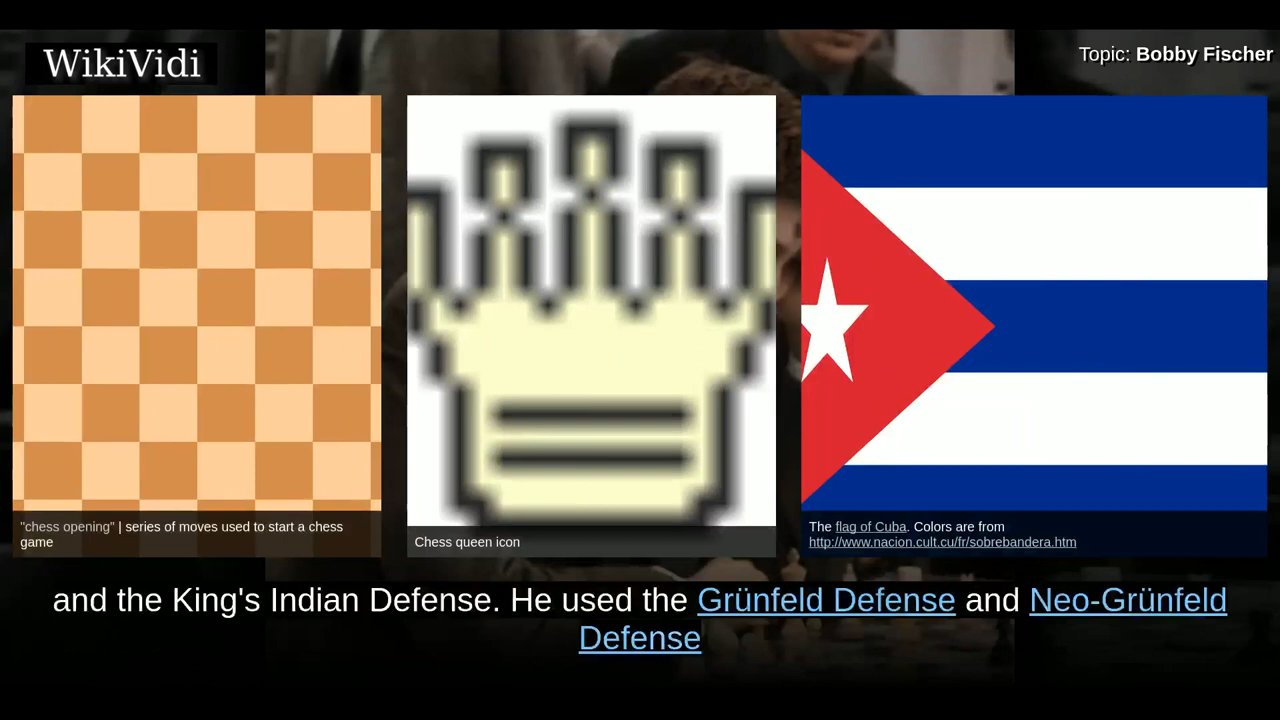 WikiVidi
Topic: Bobby Fischer
"chess opening" | series of moves used to start a chess
game
Chess queen icon
The flag of Cuba. Colors are from
http://www.nacion.cult.cu/fr/sobrebandera.htm
and the King's Indian Defense. He used the Grünfeld Defense and Neo-Grünfeld
Defense